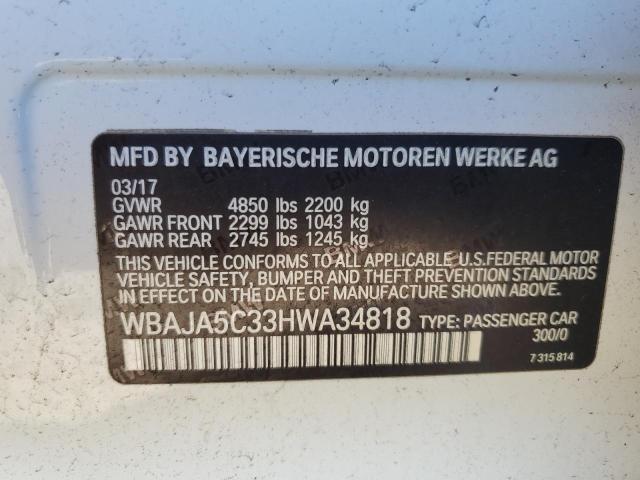 MFD BY BAYERISCHE MOTOREN WERKE AG
03/17
GVWR 4850 lbs 2200 kg
GAWR FRONT 2299 lbs 1043 kg
GAWR REAR 2745 lbs 1245 kg
THIS VEHICLE CONFORMS TO ALL APPLICABLE U.S.FEDERAL MOTOR
VEHICLE SAFETY, BUMPER AND THEFT PREVENTION STANDARDS
IN EFFECT ON THE DATE OF MANUFACTURE SHOWN ABOVE.
WBAJA5C33HWA34818 TYPE: PASSENGER CAR
300/0
7 315 814